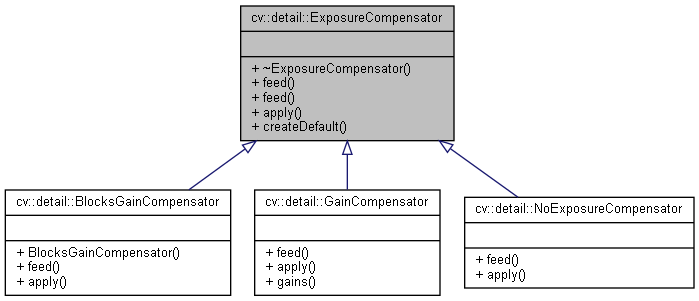 cv::detail::ExposureCompensator
+ ~ExposureCompensator()
+ feed()
+ feed()
+ apply()
+ createDefault()
cv::detail::BlocksGainCompensator
+ BlocksGainCompensator()
+ feed()
+ apply()
cv::detail::GainCompensator
+ feed()
+ apply()
+ gains()
cv::detail::NoExposureCompensator
+ feed()
+ apply()